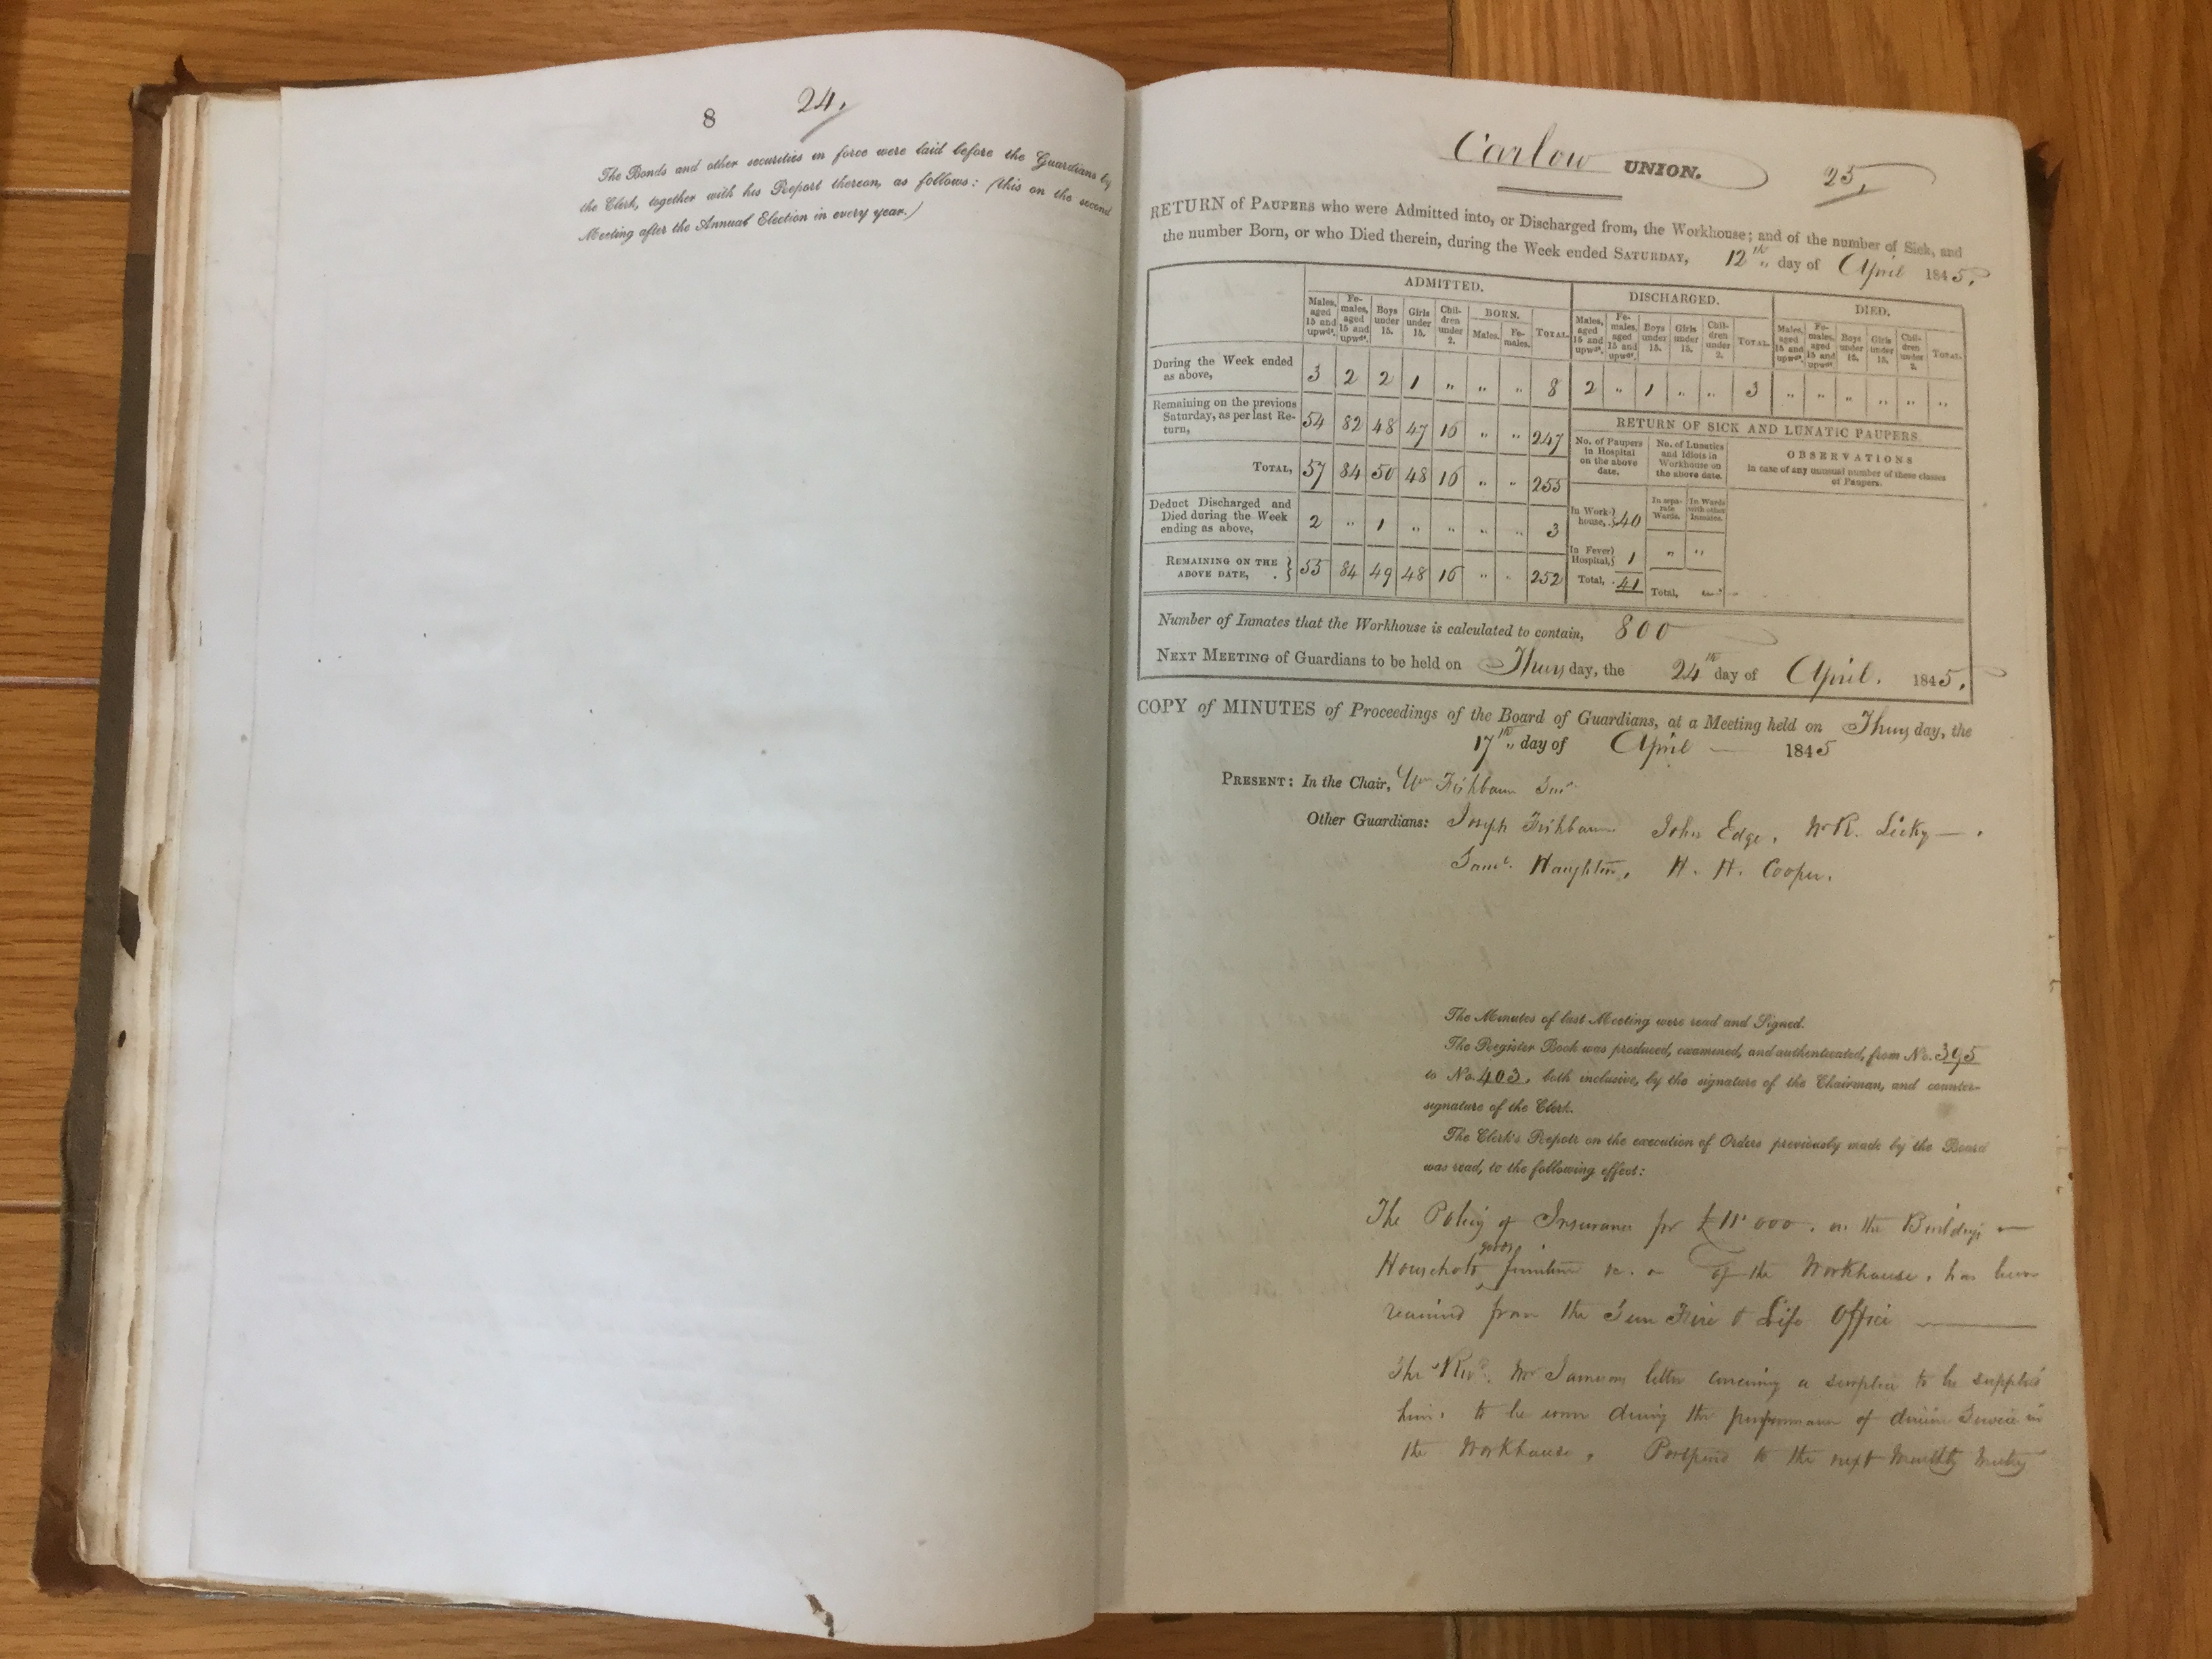 8 24.
The Bonds and other securities in force were laid before the Guardians by
the Clerk, together with his Report thereon, as follows: (this on the second
Meeting after the Annual Election in every year.)
Carlow UNION. 25,
RETURN of PAUPERS who were Admitted into, or Discharged from, the Workhouse; and of the number of Sick, and
the number Born, or who Died therein, during the Week ended SATURDAY, 12th day of April 1845.
ADMITTED. DISCHARGED. DIED.
Males, aged 15 and upwds. Females, aged 15 and upwds. Boys under 15. Girls under 15. Children under 2. BORN. Males. Females. TOTAL. Males, aged 15 and upwds. Females, aged 15 and upwds. Boys under 15. Girls under 15. Children under 2. TOTAL. Males, aged 15 and upwds. Females, aged 15 and upwds. Boys under 15. Girls under 15. Children under 2. TOTAL.
During the Week ended as above, 3 2 2 1 " " " 8 2 " 1 " " 3 " " " " " "
Remaining on the previous Saturday, as per last Return, 54 82 48 47 16 " " 247
TOTAL, 57 84 50 48 16 " " 255
Deduct Discharged and Died during the Week ending as above, 2 " 1 " " " " 3
REMAINING ON THE ABOVE DATE, 55 84 49 48 16 " " 252
RETURN OF SICK AND LUNATIC PAUPERS.
No. of Paupers in Hospital on the above date. No. of Lunatics and Idiots in Workhouse on the above date. OBSERVATIONS In case of any unusual number of these classes of Paupers.
In separate Wards. In Wards with other Inmates.
In Workhouse, 40
In Fever Hospital, 1 " "
Total, 41 Total,
Number of Inmates that the Workhouse is calculated to contain, 800
NEXT MEETING of Guardians to be held on Thursday, the 24th day of April. 1845.
COPY of MINUTES of Proceedings of the Board of Guardians, at a Meeting held on Thursday, the
17th day of April 1845
PRESENT: In the Chair, Wm Fishbourn
Other Guardians: Joseph Fishbourn John Edge, W R. Lecky
Saml. Haughton, H. H. Cooper.
The Minutes of last Meeting were read and Signed.
The Register Book was produced, examined, and authenticated, from No. 395
to No. 403, both inclusive, by the signature of the Chairman, and counter-
signature of the Clerk.
The Clerk's Report on the execution of Orders previously made by the Board
was read, to the following effect:
The Policy of Insurance for £11'000. on the Buildings
Household goods, furniture &c. of the Workhouse, has been
received from the Sun Fire & Life Office
The Revd. Mr Jamesons letter concerning a surplice to be supplied
him, to be worn during the performance of divine Service in
the Workhouse, Postponed to the next Monthly Meeting